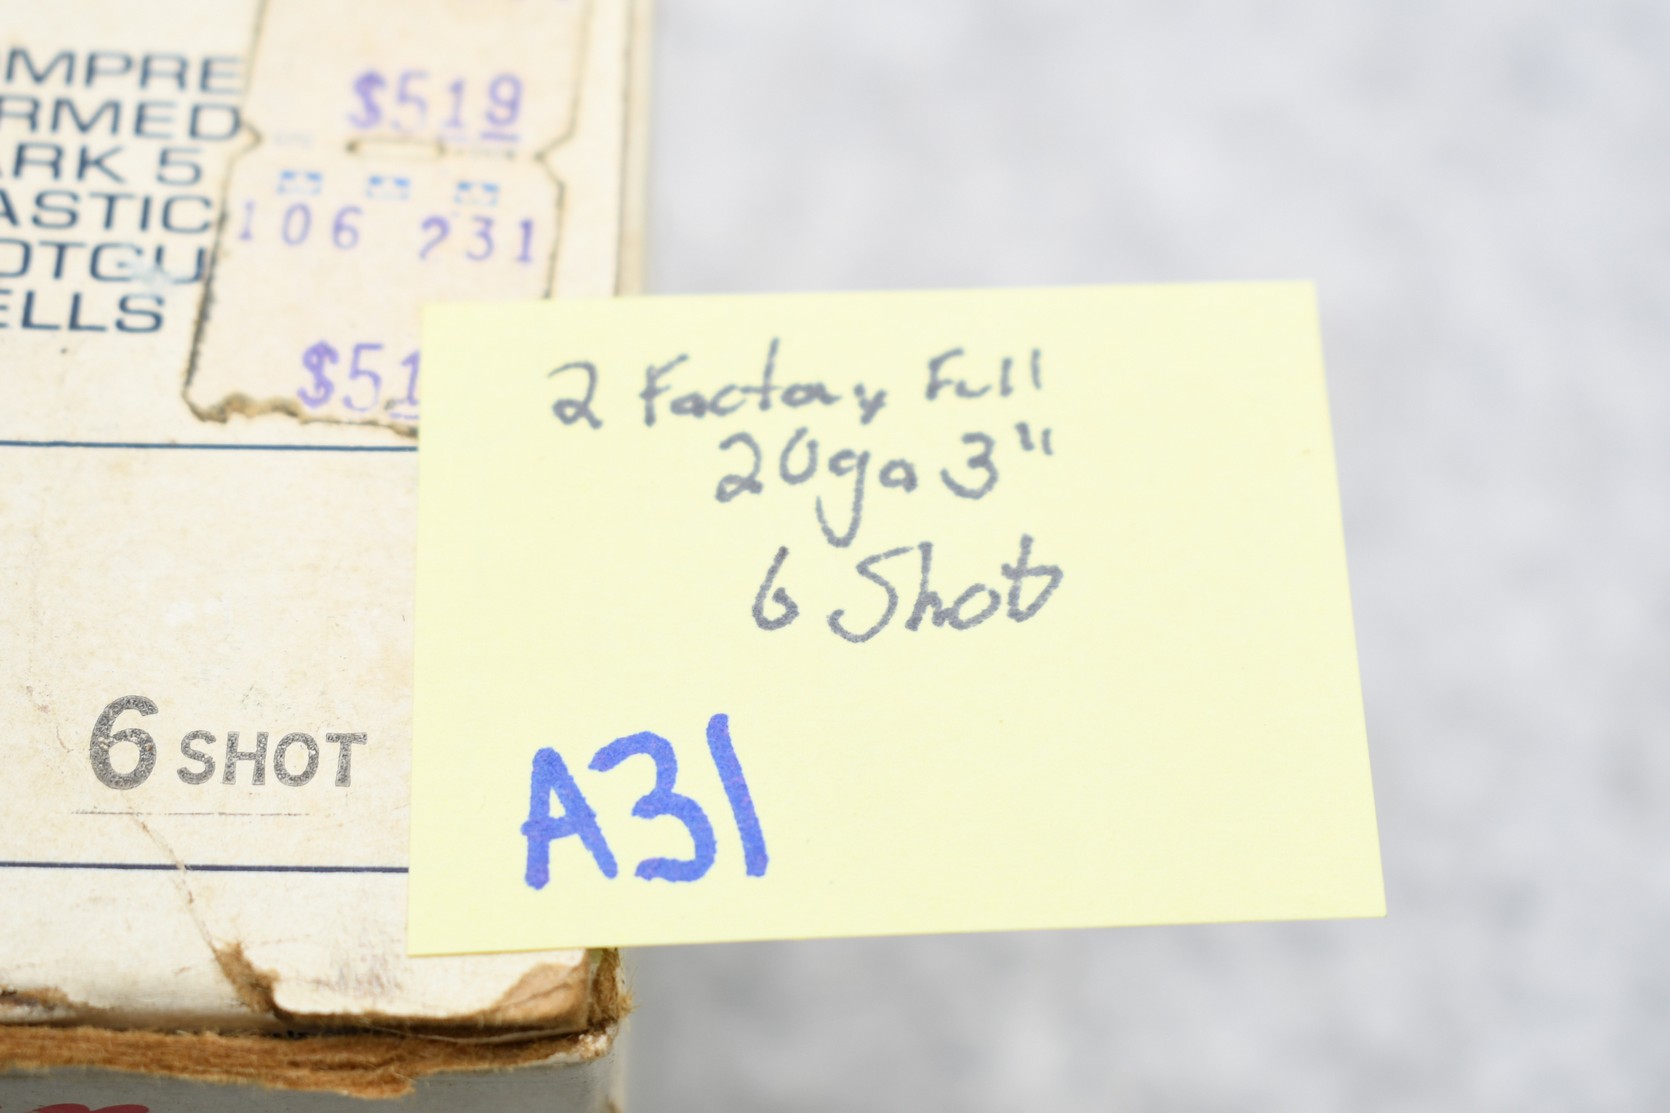 OMPRE
RMED
ARK 5
ASTIC
OTGU
ELLS
$519
106 231
$51
6 SHOT
2 Factory Full
20ga 3"
6 Shot
A31